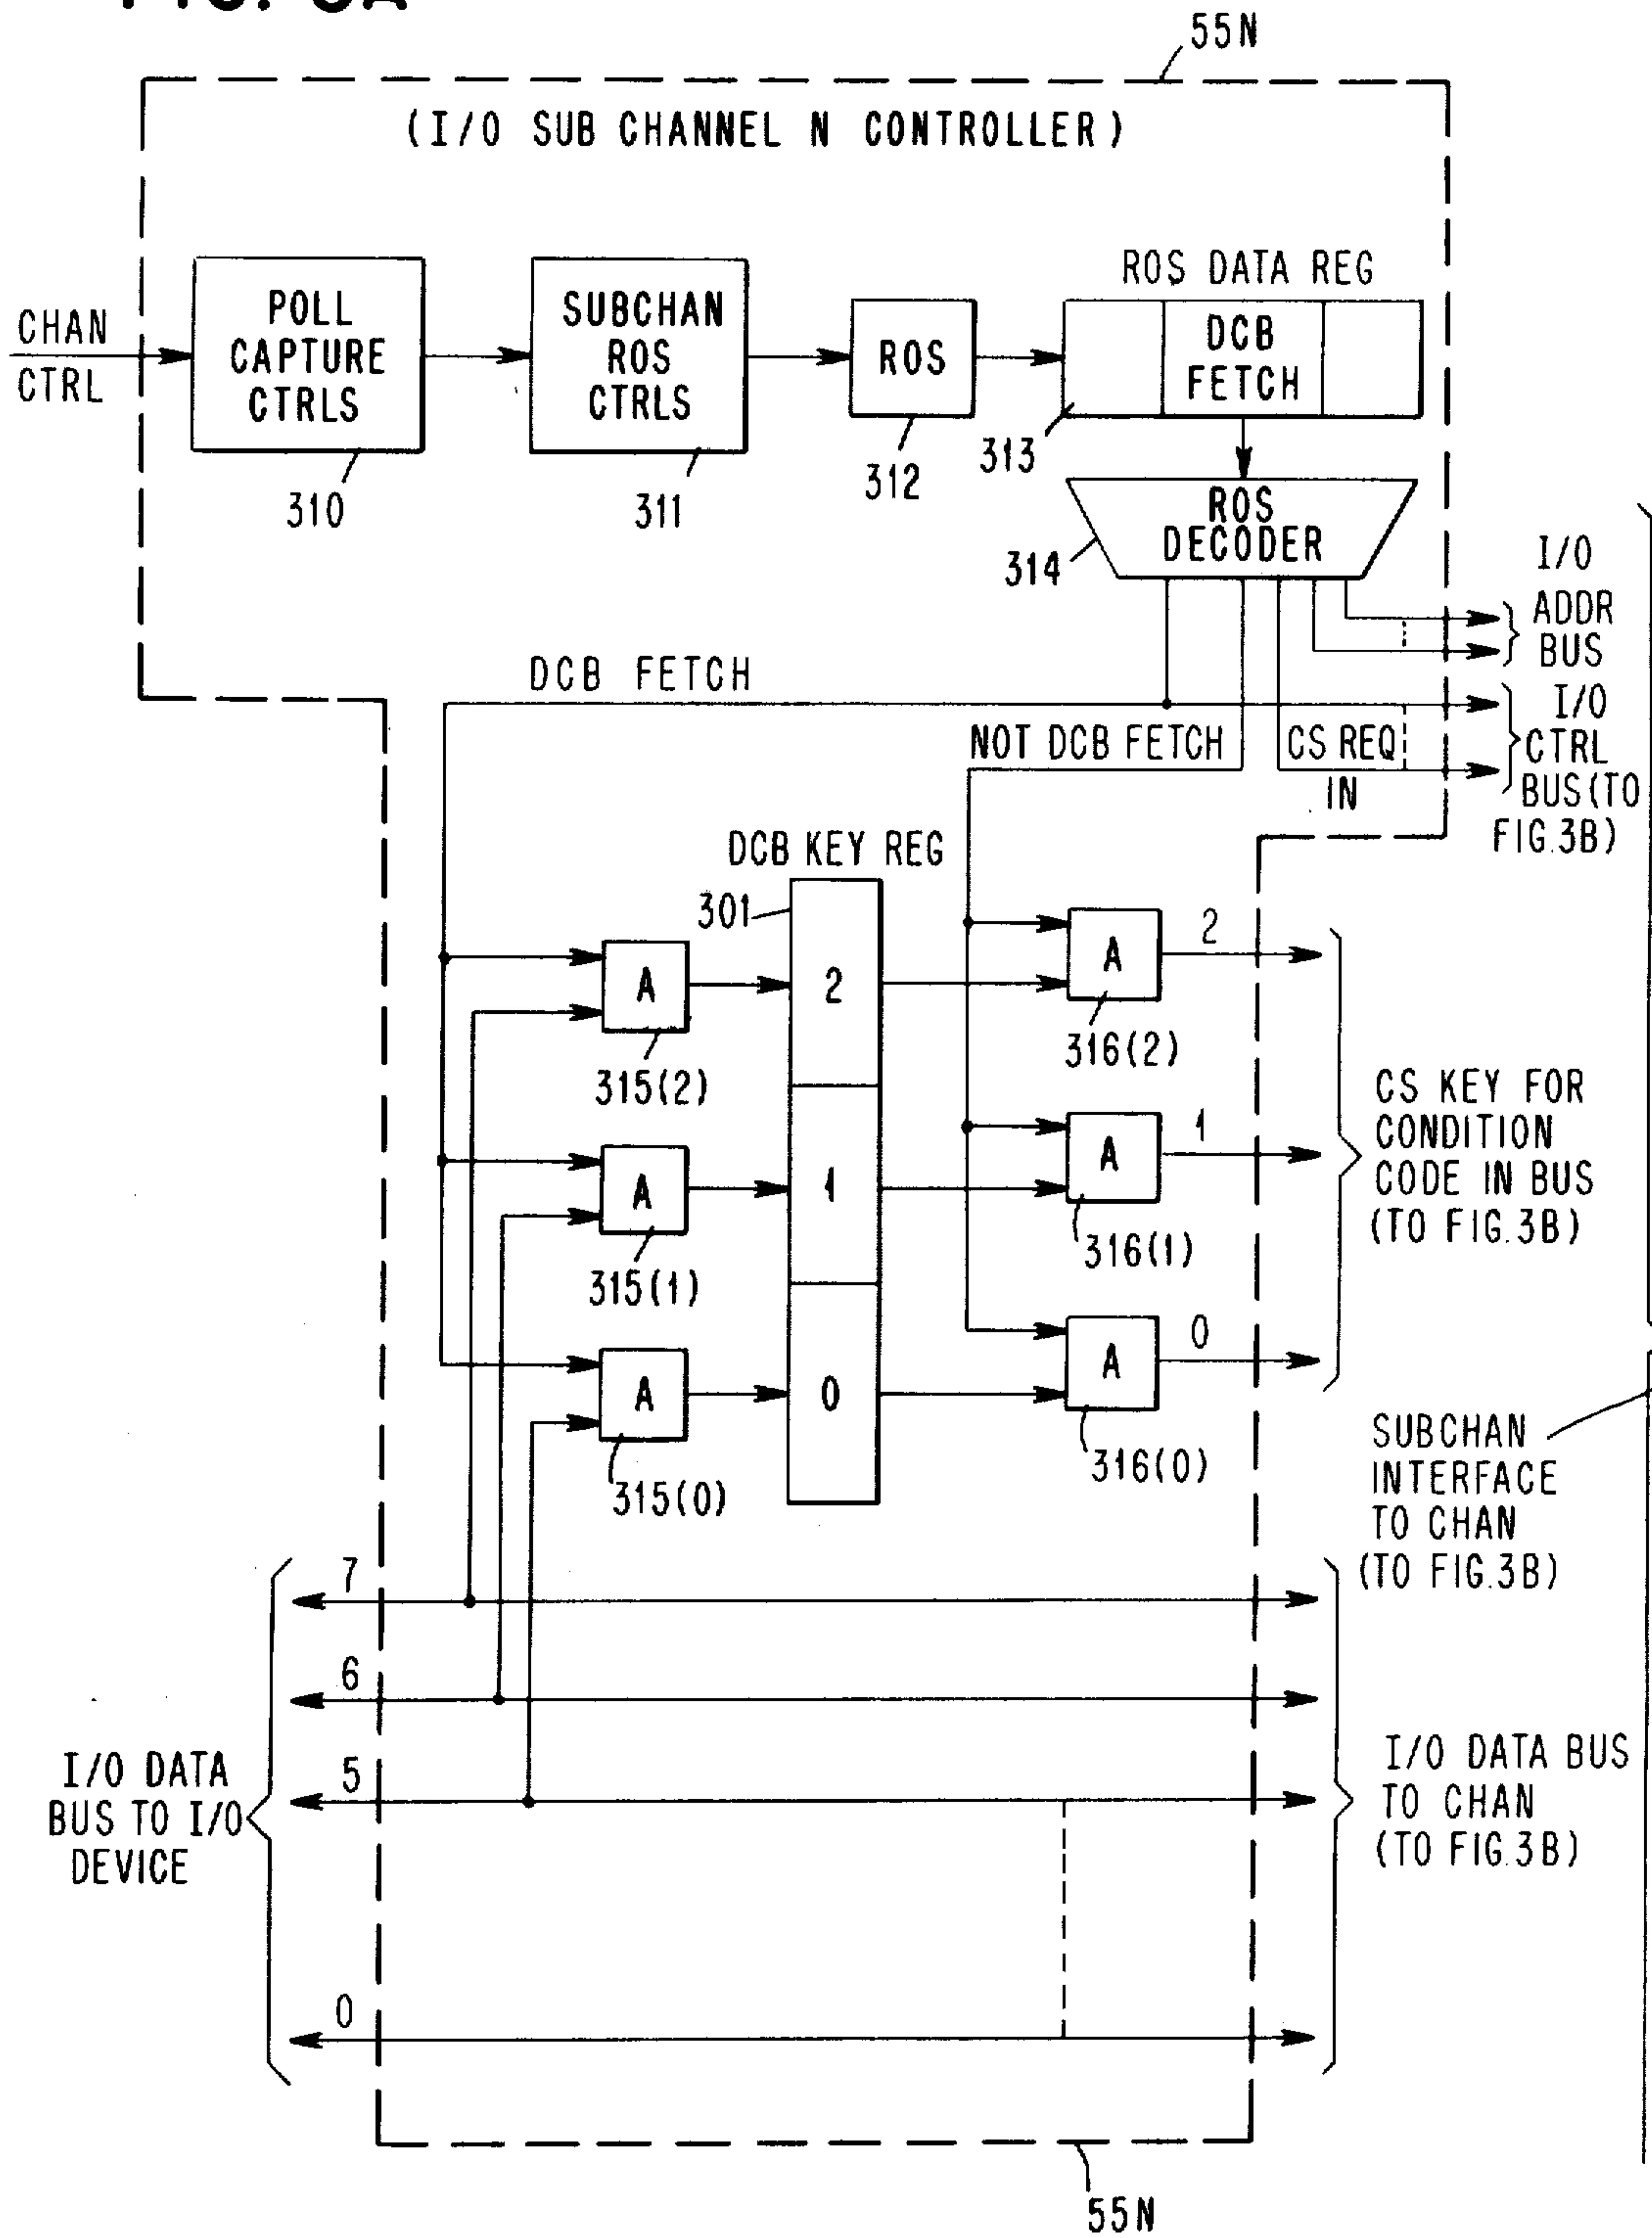 FIG. 3A
55N
(I/O SUB CHANNEL N CONTROLLER)
CHAN
CTRL
POLL
CAPTURE
CTRLS
310
SUBCHAN
ROS
CTRLS
311
ROS
312
ROS DATA REG
DCB
FETCH
313
ROS
DECODER
314
I/O
ADDR
BUS
DCB FETCH
NOT DCB FETCH
CS REQ
IN
I/O
CTRL
BUS (TO
FIG.3B)
DCB KEY REG
301
2
1
0
A
315(2)
A
315(1)
A
315(0)
A
2
316(2)
A
1
316(1)
A
0
316(0)
CS KEY FOR
CONDITION
CODE IN BUS
(TO FIG.3B)
SUBCHAN
INTERFACE
TO CHAN
(TO FIG.3B)
7
6
5
0
I/O DATA
BUS TO I/O
DEVICE
I/O DATA BUS
TO CHAN
(TO FIG.3B)
55N